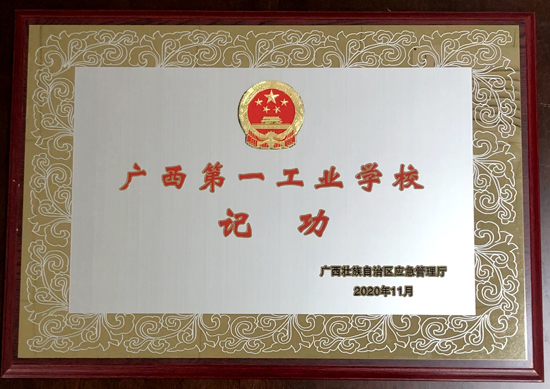 广西第一工业学校
记功
广西壮族自治区应急管理厅
2020年11月